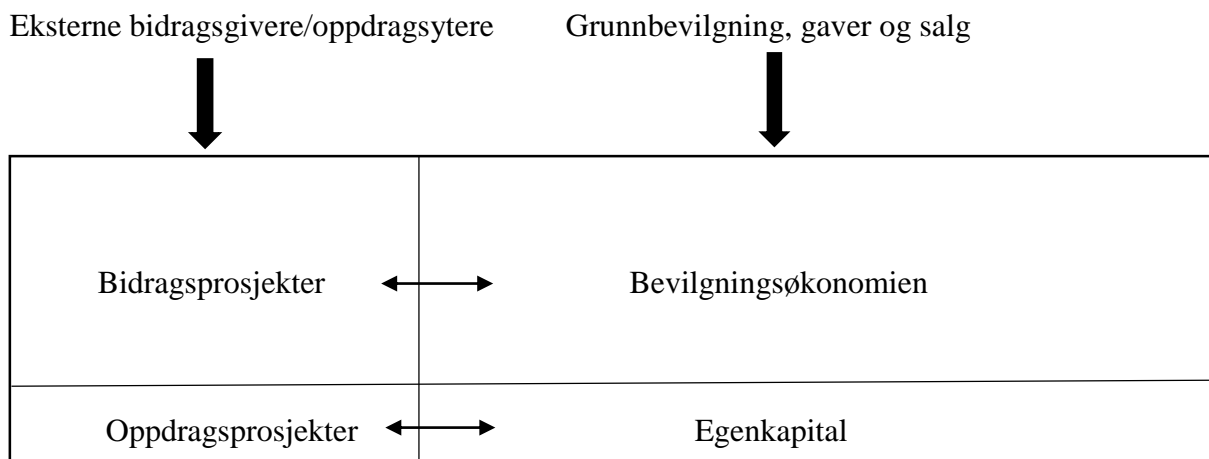 Eksterne bidragsgivere/oppdragsytere
Grunnbevilgning, gaver og salg
Bidragsprosjekter
Bevilgningsøkonomien
Oppdragsprosjekter
Egenkapital